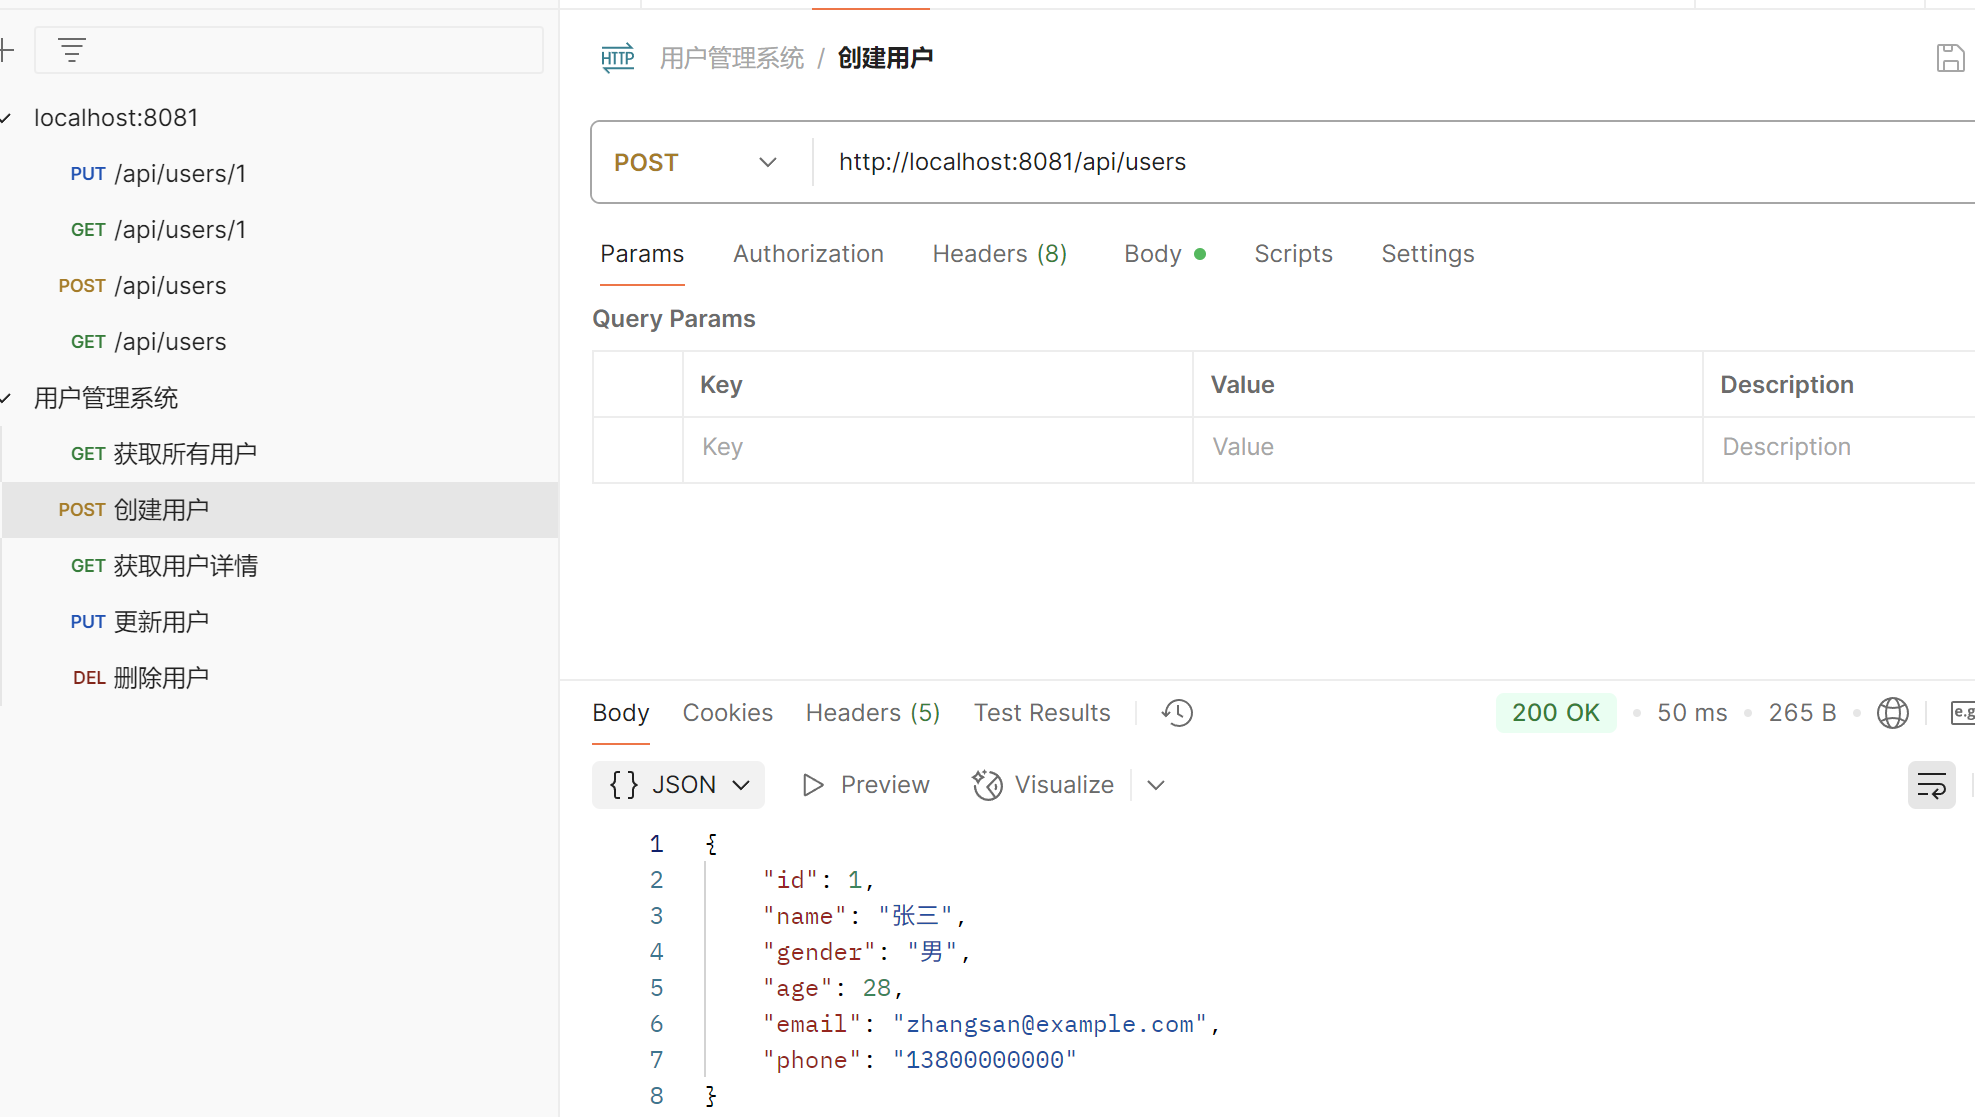 localhost:8081
PUT /api/users/1
GET /api/users/1
POST /api/users
GET /api/users
用户管理系统
GET 获取所有用户
POST 创建用户
GET 获取用户详情
PUT 更新用户
DEL 删除用户
HTTP 用户管理系统 / 创建用户
POST http://localhost:8081/api/users
Params Authorization Headers (8) Body Scripts Settings
Query Params
Key Value Description
Key Value Description
Body Cookies Headers (5) Test Results 200 OK 50 ms 265 B e.g
{} JSON Preview Visualize
1 {
2 "id": 1,
3 "name": "张三",
4 "gender": "男",
5 "age": 28,
6 "email": "zhangsan@example.com",
7 "phone": "13800000000"
8 }